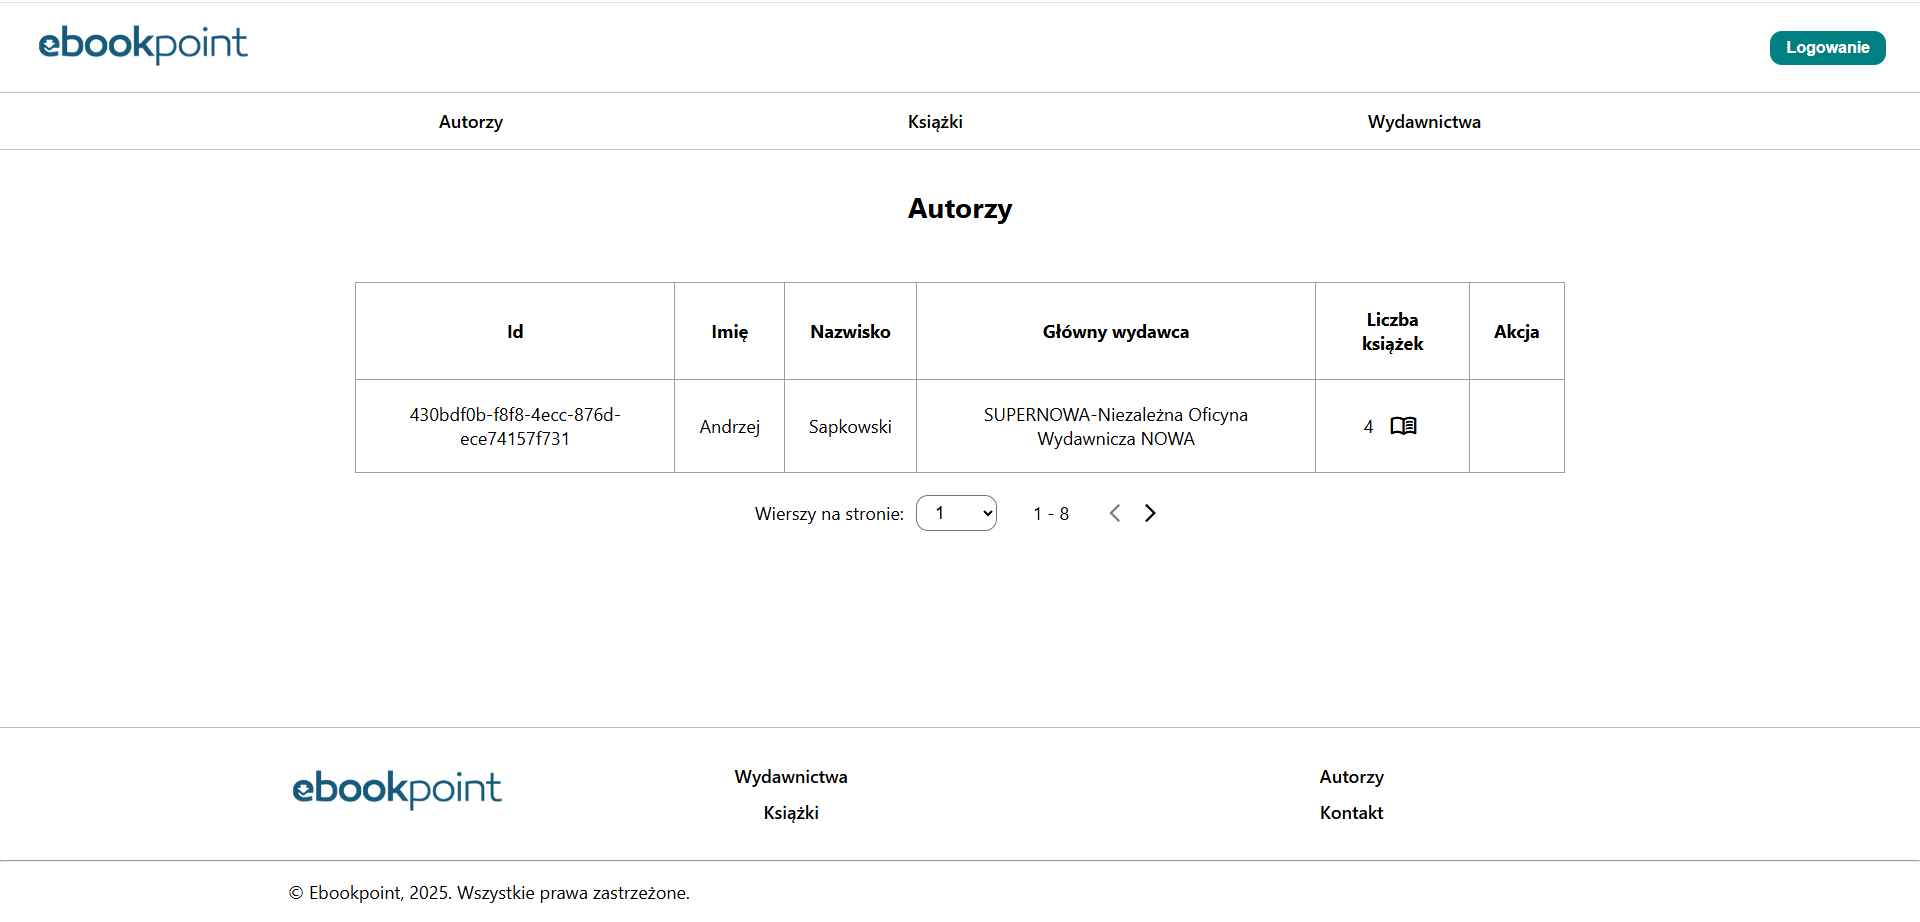 ebookpoint
Logowanie
Autorzy
Książki
Wydawnictwa
Autorzy
Id
Imię
Nazwisko
Główny wydawca
Liczba
książek
Akcja
430bdf0b-f8f8-4ecc-876d-
ece74157f731
Andrzej
Sapkowski
SUPERNOWA-Niezależna Oficyna
Wydawnicza NOWA
4
Wierszy na stronie:
1
1 - 8
ebookpoint
Wydawnictwa
Książki
Autorzy
Kontakt
© Ebookpoint, 2025. Wszystkie prawa zastrzeżone.